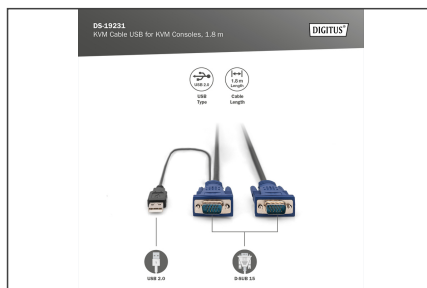 DS-19231
KVM Cable USB for KVM Consoles, 1.8 m
DIGITUS®
USB 2.0
1.8 m
Length
USB
Type
Cable
Length
USB 2.0
D-SUB 15